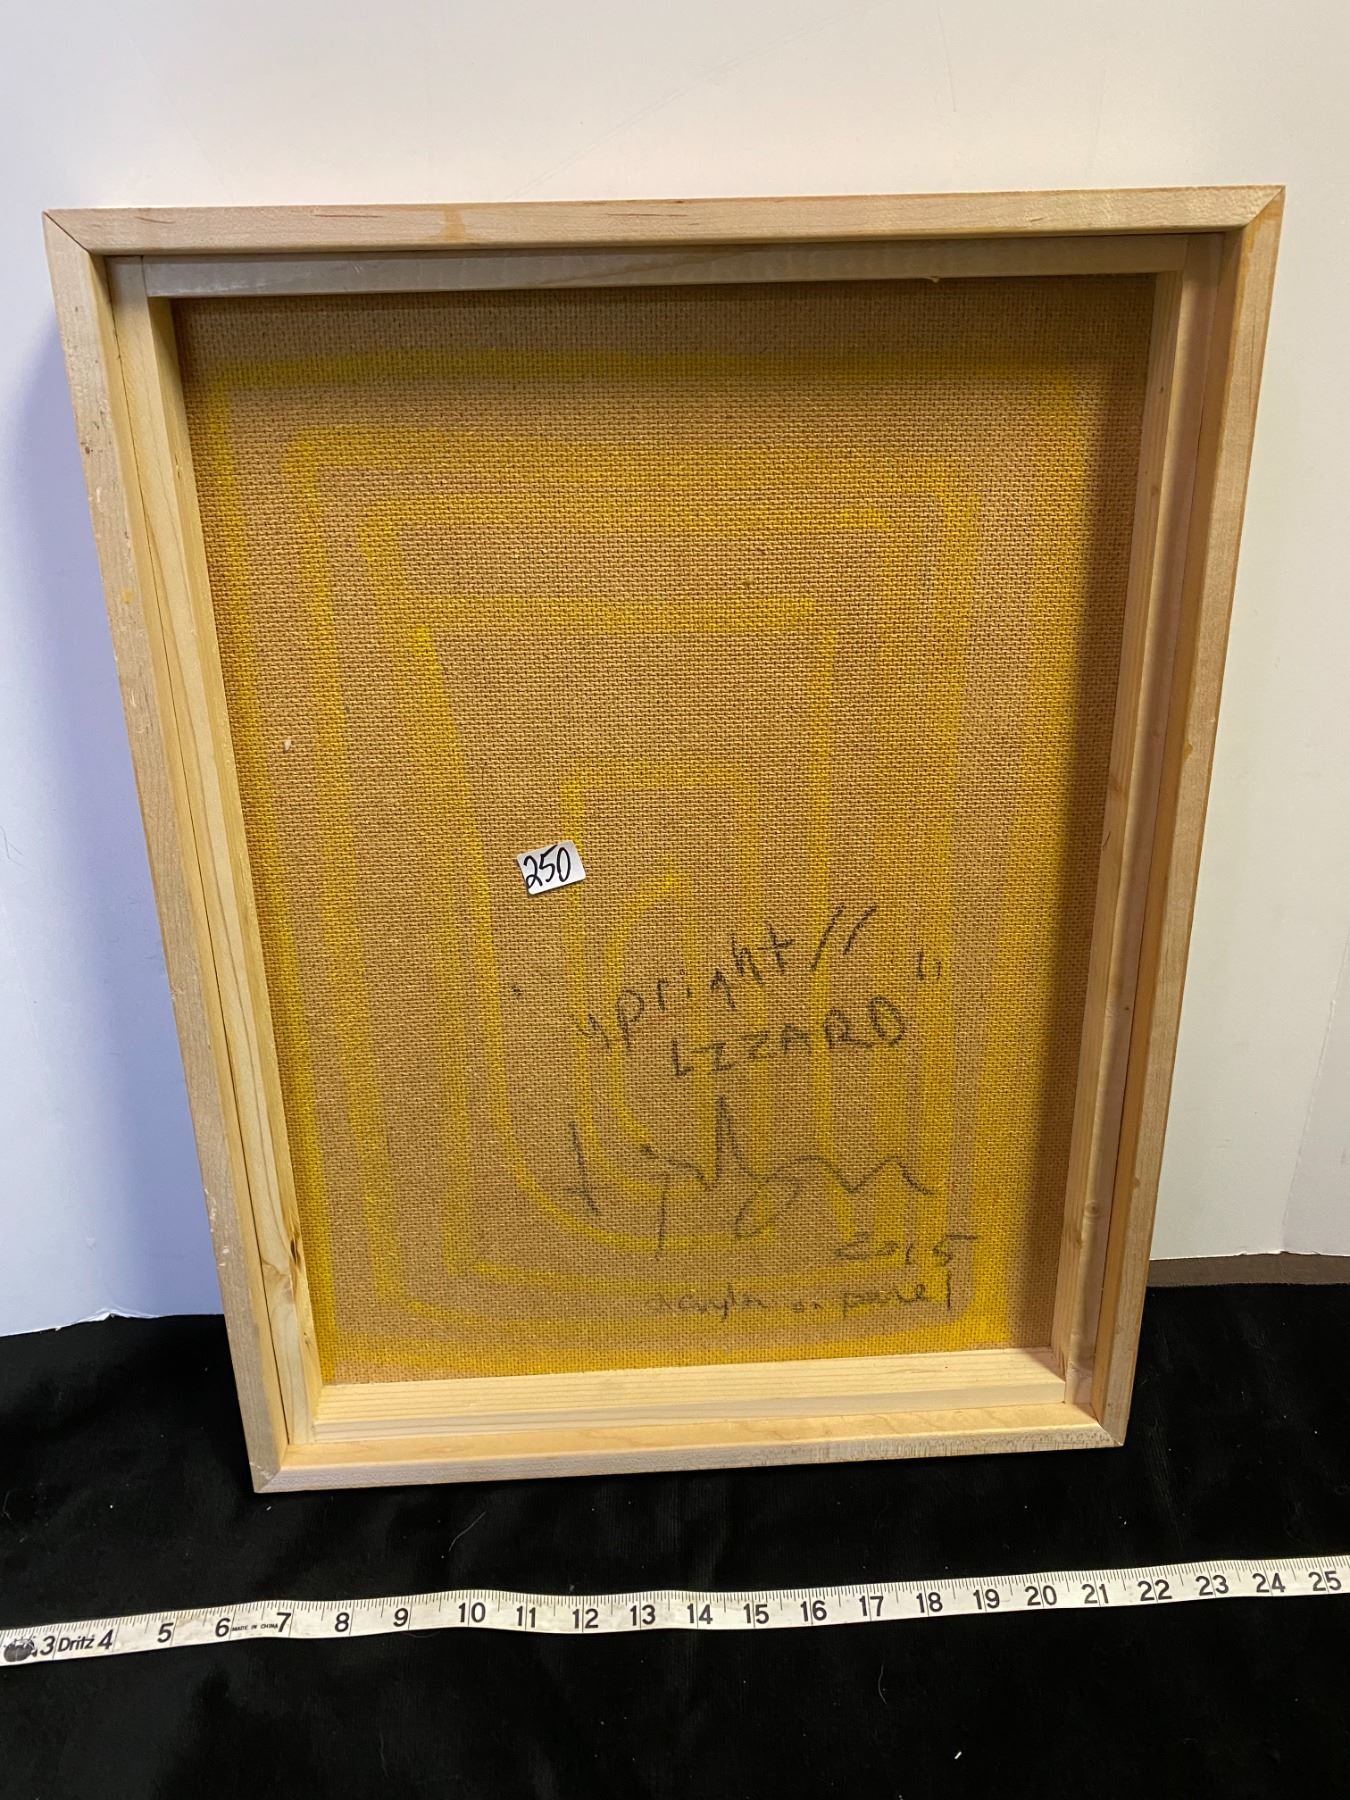 250
"upright//
LIZZARD"
2015
acrylic on panel
3 Dritz 4 5 6 MADE IN CHINA 7 8 9 10 11 12 13 14 15 16 17 18 19 20 21 22 23 24 25